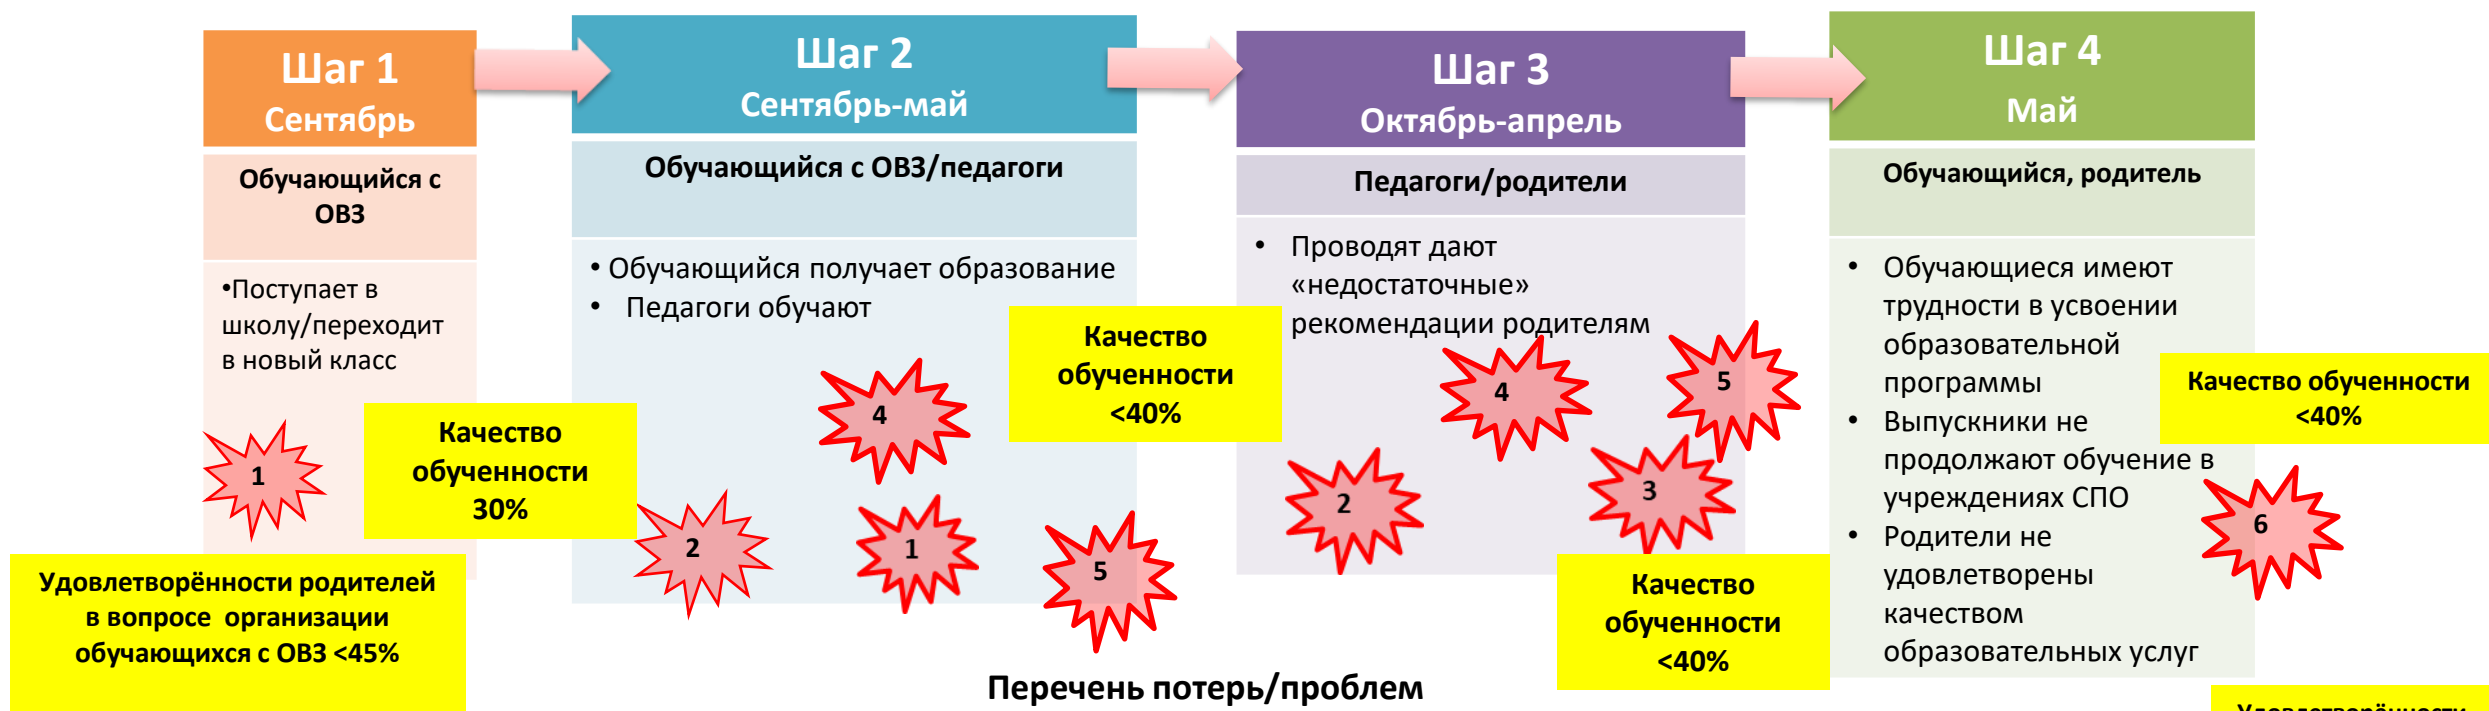 Шаг 1
Сентябрь
Обучающийся с
ОВЗ
•Поступает в
школу/переходит
в новый класс
1
Качество
обученности
30%
Удовлетворённости родителей
в вопросе организации
обучающихся с ОВЗ <45%
Шаг 2
Сентябрь-май
Обучающийся с ОВЗ/педагоги
• Обучающийся получает образование
• Педагоги обучают
4
2
1
5
Качество
обученности
<40%
Шаг 3
Октябрь-апрель
Педагоги/родители
• Проводят дают
«недостаточные»
рекомендации родителям
4
5
2
3
Качество
обученности
<40%
Шаг 4
Май
Обучающийся, родитель
• Обучающиеся имеют
трудности в усвоении
образовательной
программы
• Выпускники не
продолжают обучение в
учреждениях СПО
• Родители не
удовлетворены
качеством
образовательных услуг
Качество обученности
<40%
6
Перечень потерь/проблем
Удовлетворённости